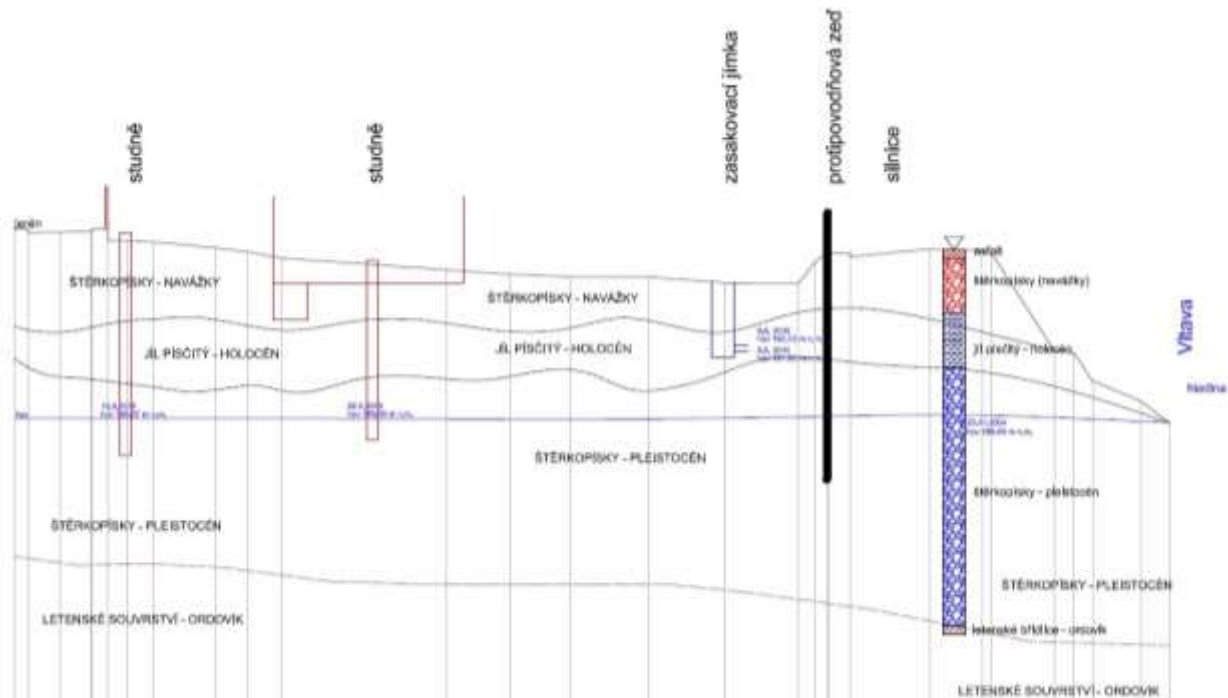 studně
studně
zasakovací jímka
protipovodňová zeď
silnice
terén
asfalt
ŠTĚRKOPÍSKY - NAVÁŽKY
štěrkopísky (navážky)
ŠTĚRKOPÍSKY - NAVÁŽKY
Vltava
JÍL PÍSČITÝ - HOLOCÉN
JÍL PÍSČITÝ - HOLOCÉN
jíl písčitý - holocén
hladina
ŠTĚRKOPÍSKY - PLEISTOCÉN
štěrkopísky - pleistocén
ŠTĚRKOPÍSKY - PLEISTOCÉN
ŠTĚRKOPÍSKY - PLEISTOCÉN
LETENSKÉ SOUVRSTVÍ - ORDOVIK
letenské břidlice - ordovik
LETENSKÉ SOUVRSTVÍ - ORDOVIK